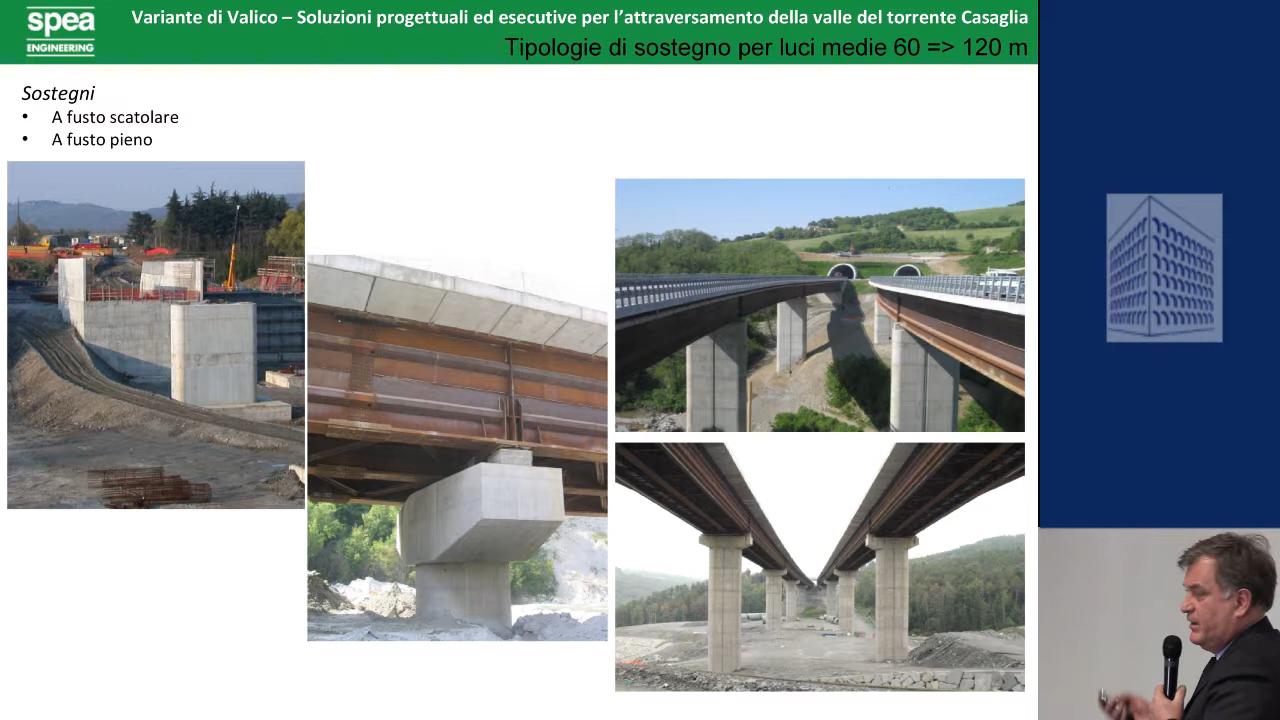 spea
ENGINEERING
Variante di Valico – Soluzioni progettuali ed esecutive per l’attraversamento della valle del torrente Casaglia
Tipologie di sostegno per luci medie 60 => 120 m
Sostegni
• A fusto scatolare
• A fusto pieno